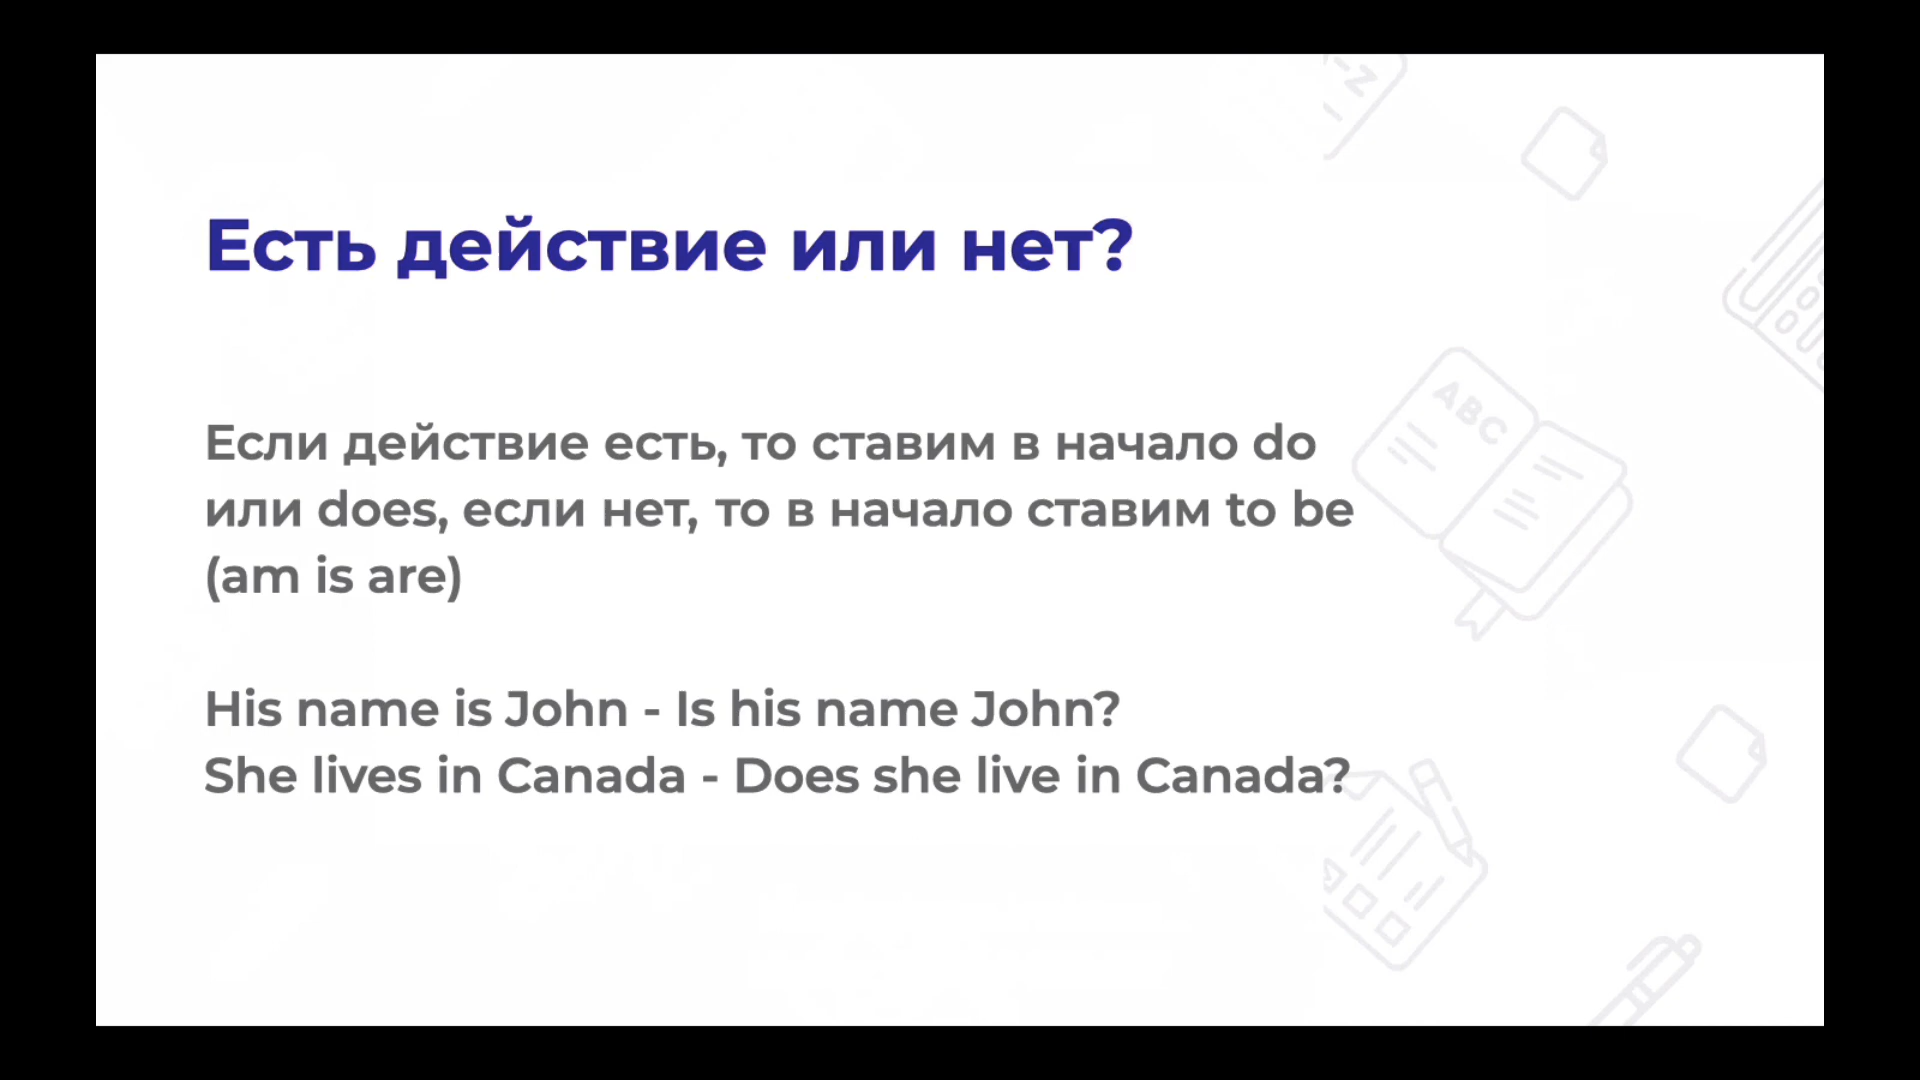 Есть действие или нет?
Если действие есть, то ставим в начало do
или does, если нет, то в начало ставим to be
(am is are)
His name is John - Is his name John?
She lives in Canada - Does she live in Canada?
-Z
ABC